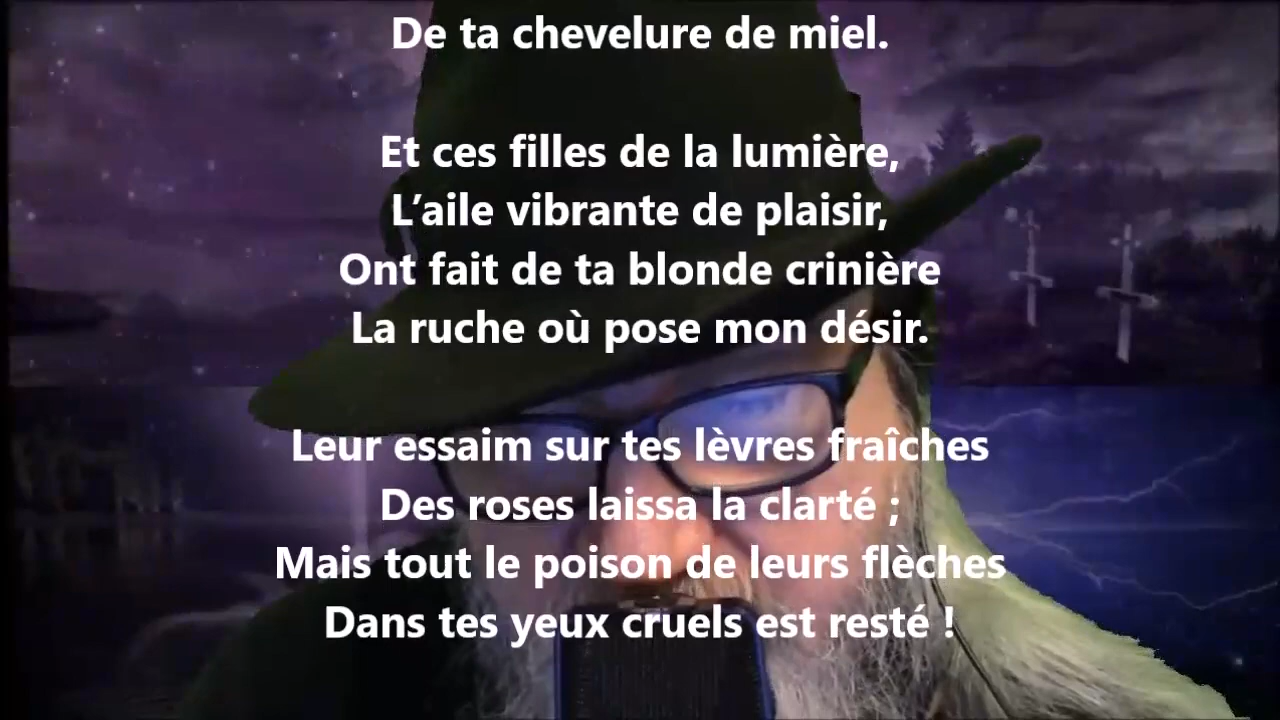 De ta chevelure de miel.
Et ces filles de la lumière,
L’aile vibrante de plaisir,
Ont fait de ta blonde crinière
La ruche où pose mon désir.
Leur essaim sur tes lèvres fraîches
Des roses laissa la clarté ;
Mais tout le poison de leurs flèches
Dans tes yeux cruels est resté !